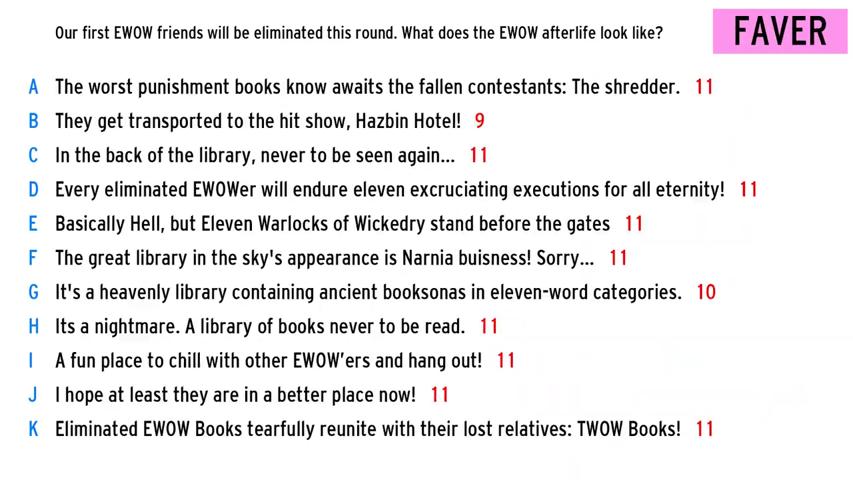 Our first EWOW friends will be eliminated this round. What does the EWOW afterlife look like?
FAVER
A The worst punishment books know awaits the fallen contestants: The shredder. 11
B They get transported to the hit show, Hazbin Hotel! 9
C In the back of the library, never to be seen again... 11
D Every eliminated EWOWer will endure eleven excruciating executions for all eternity! 11
E Basically Hell, but Eleven Warlocks of Wickedry stand before the gates 11
F The great library in the sky's appearance is Narnia buisness! Sorry... 11
G It's a heavenly library containing ancient booksonas in eleven-word categories. 10
H Its a nightmare. A library of books never to be read. 11
I A fun place to chill with other EWOW'ers and hang out! 11
J I hope at least they are in a better place now! 11
K Eliminated EWOW Books tearfully reunite with their lost relatives: TWOW Books! 11